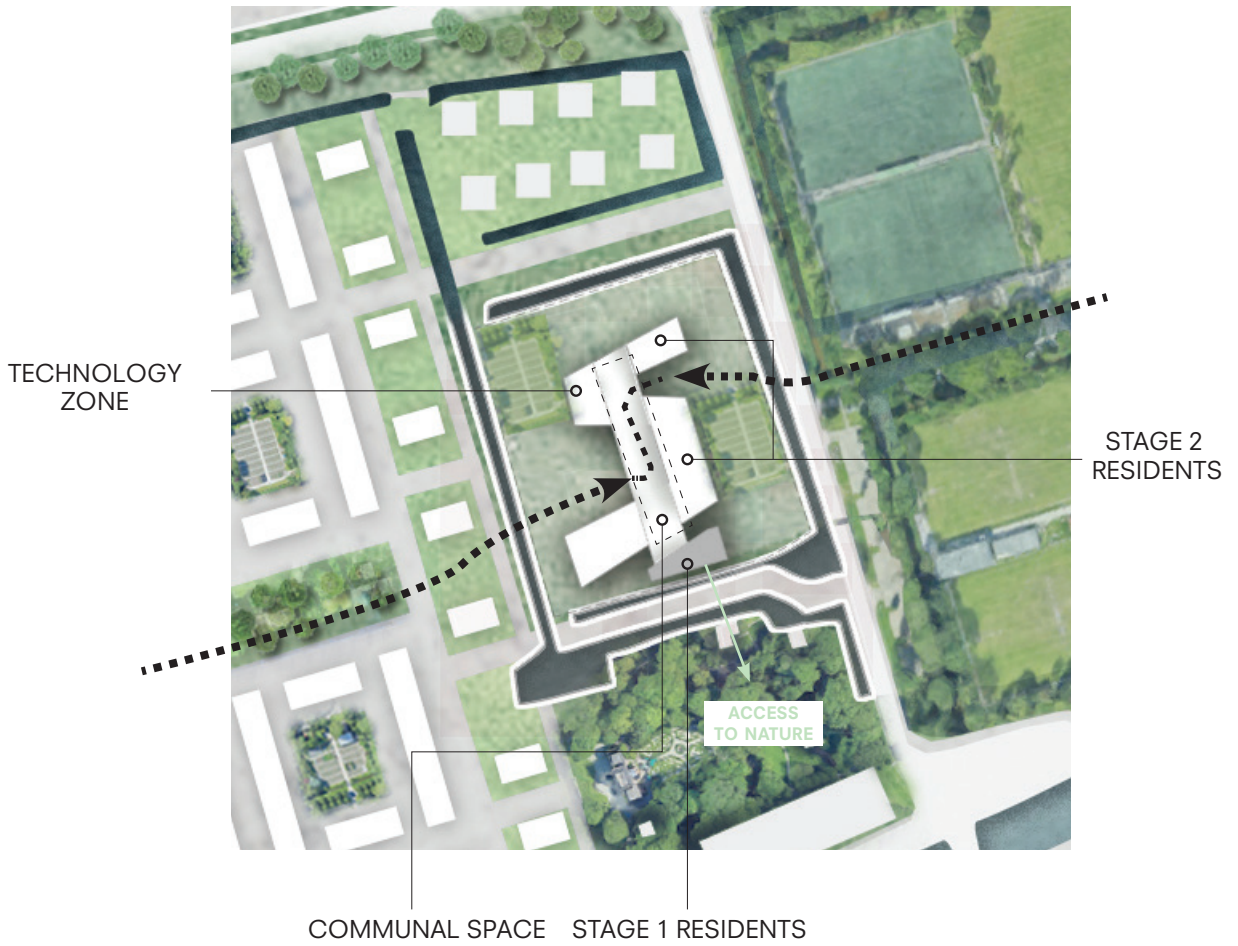 TECHNOLOGY
ZONE
STAGE 2
RESIDENTS
ACCESS
TO NATURE
COMMUNAL SPACE
STAGE 1 RESIDENTS